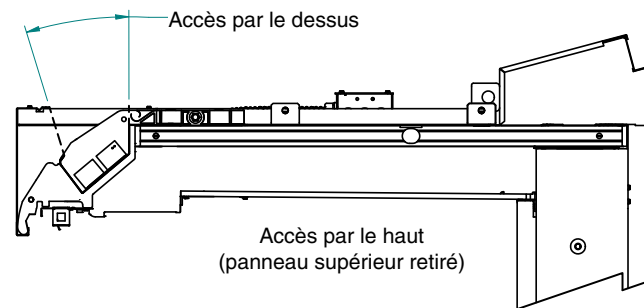 Accès par le dessus
Accès par le haut
(panneau supérieur retiré)